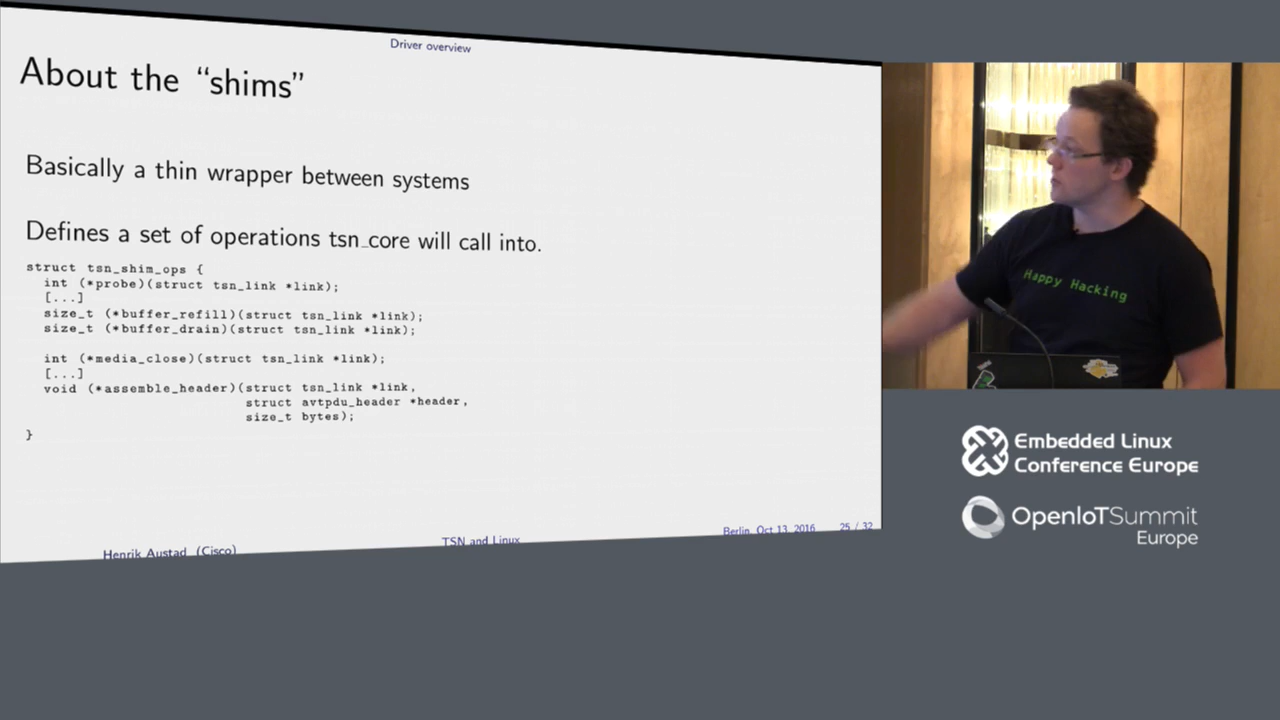 Driver overview
About the “shims”
Basically a thin wrapper between systems
Defines a set of operations tsn_core will call into.
struct tsn_shim_ops {
int (*probe)(struct tsn_link *link);
[...]
size_t (*buffer_refill)(struct tsn_link *link);
size_t (*buffer_drain)(struct tsn_link *link);
int (*media_close)(struct tsn_link *link);
[...]
void (*assemble_header)(struct tsn_link *link,
struct avtpdu_header *header,
size_t bytes);
}
Henrik Austad (Cisco)
TSN and Linux
Berlin, Oct 13, 2016
25 / 32
Happy Hacking
Embedded Linux
Conference Europe
OpenIoTSummit
Europe